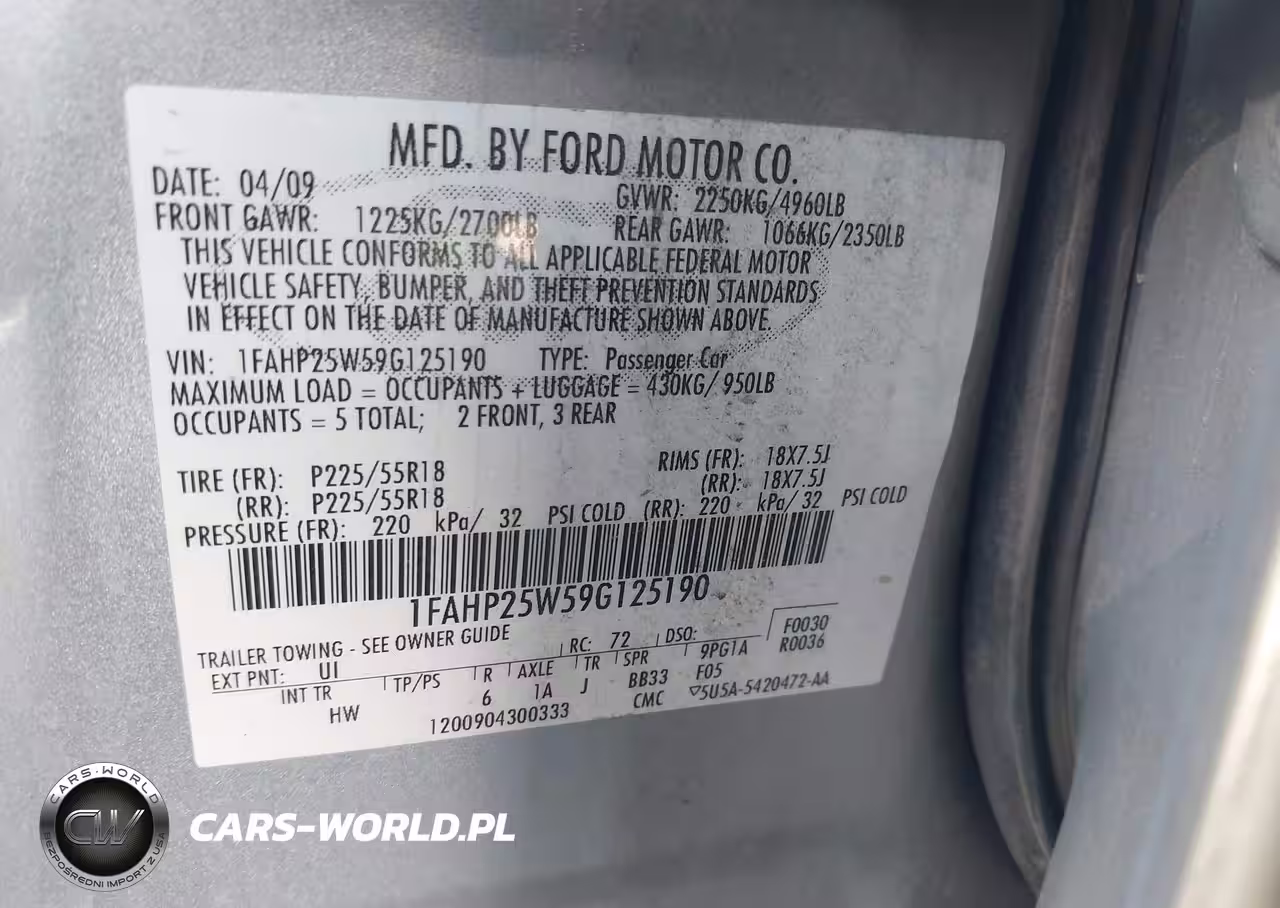 MFD. BY FORD MOTOR CO.
DATE: 04/09 GVWR: 2250KG/4960LB
FRONT GAWR: 1225KG/2700LB REAR GAWR: 1066KG/2350LB
THIS VEHICLE CONFORMS TO ALL APPLICABLE FEDERAL MOTOR
VEHICLE SAFETY, BUMPER, AND THEFT PREVENTION STANDARDS
IN EFFECT ON THE DATE OF MANUFACTURE SHOWN ABOVE.
VIN: 1FAHP25W59G125190 TYPE: Passenger Car
MAXIMUM LOAD = OCCUPANTS + LUGGAGE = 430KG/ 950LB
OCCUPANTS = 5 TOTAL; 2 FRONT, 3 REAR
TIRE (FR): P225/55R18 RIMS (FR): 18X7.5J
(RR): P225/55R18 (RR): 18X7.5J
PRESSURE (FR): 220 kPa/ 32 PSI COLD (RR): 220 kPa/ 32 PSI COLD
1FAHP25W59G125190
TRAILER TOWING - SEE OWNER GUIDE RC: 72 DSO: F0030
EXT PNT: UI 9PG1A R0036
INT TR TP/PS R AXLE TR SPR F05
HW 6 1A J BB33 5U5A-5420472-AA
1200904300333 CMC
CARS-WORLD
CW
BEZPOŚREDNI IMPORT Z USA
CARS-WORLD.PL